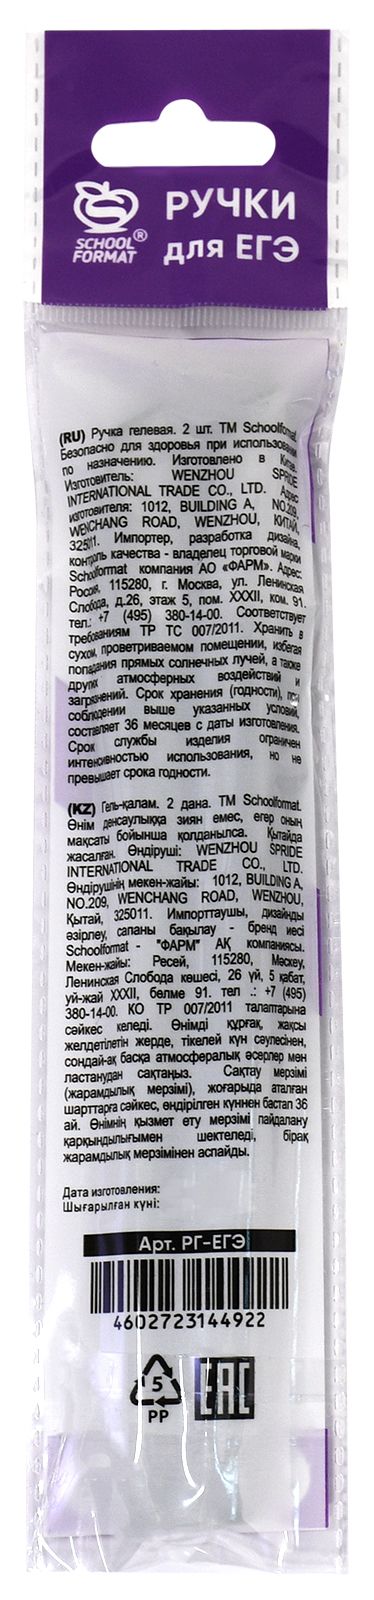 SCHOOL®
FORMAT
РУЧКИ
для ЕГЭ
(RU) Ручка гелевая. 2 шт. ТМ Schoolformat.
Безопасно для здоровья при использовании
по назначению. Изготовлено в Китае.
Изготовитель: WENZHOU SPRIDE
INTERNATIONAL TRADE CO., LTD. Адрес
изготовителя: 1012, BUILDING A, NO.209,
WENCHANG ROAD, WENZHOU, КИТАЙ,
325011. Импортер, разработка дизайна,
контроль качества - владелец торговой марки
Schoolformat компания АО «ФАРМ». Адрес:
Россия, 115280, г. Москва, ул. Ленинская
Слобода, д.26, этаж 5, пом. XXXII, ком. 91.
тел.: +7 (495) 380-14-00. Соответствует
требованиям ТР ТС 007/2011. Хранить в
сухом, проветриваемом помещении, избегая
попадания прямых солнечных лучей, а также
других атмосферных воздействий и
загрязнений. Срок хранения (годности), при
соблюдении выше указанных условий,
составляет 36 месяцев с даты изготовления.
Срок службы изделия ограничен
интенсивностью использования, но не
превышает срока годности.
(KZ) Гель-қалам. 2 дана. ТМ Schoolformat.
Өнім денсаулыққа зиян емес, егер оның
мақсаты бойынша қолданылса. Қытайда
жасалған. Өндіруші: WENZHOU SPRIDE
INTERNATIONAL TRADE CO., LTD.
Өндірушінің мекен-жайы: 1012, BUILDING A,
NO.209, WENCHANG ROAD, WENZHOU,
Қытай, 325011. Импорттаушы, дизайнды
әзірлеу, сапаны бақылау - бренд иесі
Schoolformat - "ФАРМ" АҚ компаниясы.
Мекен-жайы: Ресей, 115280, Мәскеу,
Ленинская Слобода көшесі, 26 үй, 5 қабат,
үй-жай XXXII, бөлме 91. тел .: +7 (495)
380-14-00. КО ТР 007/2011 талаптарына
сәйкес келеді. Өнімді құрғақ, жақсы
желдетілетін жерде, тікелей күн сәулесінен,
сондай-ақ басқа атмосфералық әсерлер мен
ластанудан сақтаңыз. Сақтау мерзімі
(жарамдылық мерзімі), жоғарыда аталған
шарттарға сәйкес, өндірілген күннен бастап 36
ай. Өнімнің қызмет ету мерзімі пайдалану
қарқындылығымен шектеледі, бірақ
жарамдылық мерзімінен аспайды.
Дата изготовления:
Шығарылған күні:
Арт. РГ-ЕГЭ
4602723144922
5
PP
EAC